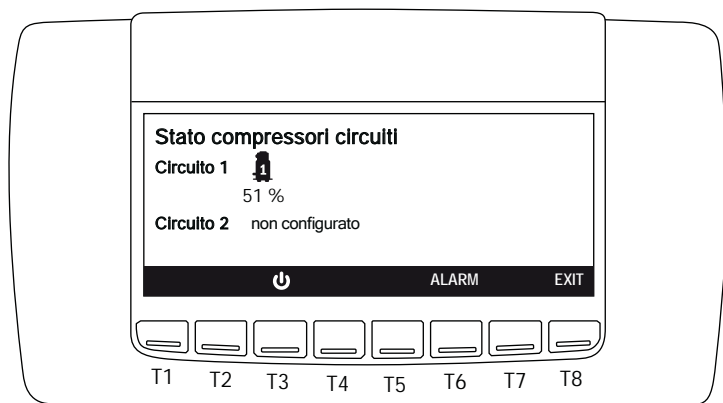 Stato compressori circuiti
Circuito 1 1
51 %
Circuito 2 non configurato
ALARM EXIT
T1 T2 T3 T4 T5 T6 T7 T8